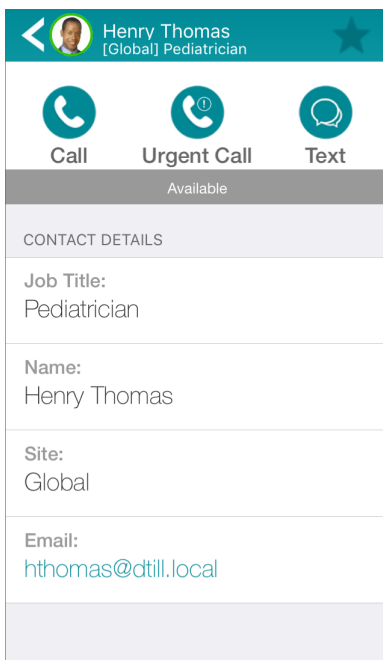 Henry Thomas
[Global] Pediatrician
Call Urgent Call Text
Available
CONTACT DETAILS
Job Title:
Pediatrician
Name:
Henry Thomas
Site:
Global
Email:
hthomas@dtill.local